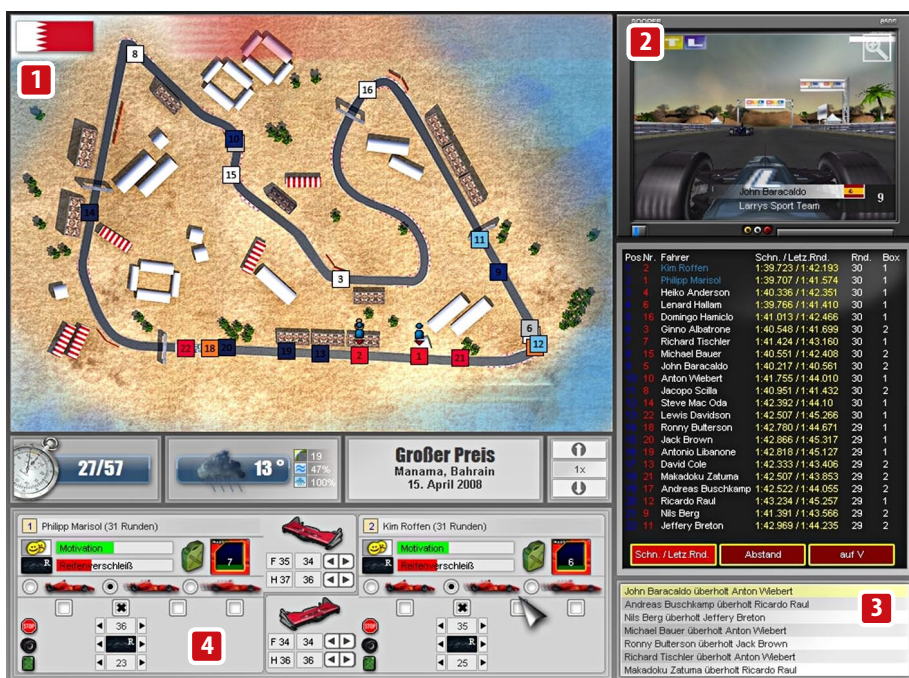 1
8
16
10
15
14
11
3
9
6
12
22
18
20
19
13
2
1
21
2
John Baracaldo
9
Larrys Sport Team
Pos Nr. Fahrer Schn. / Letz.Rnd. Rnd. Box
2 Kim Roffen 1:39.723 / 1:42.193 30 1
1 Philipp Marisol 1:39.707 / 1:41.574 30 1
4 Heiko Anderson 1:40.336 / 1:42.351 30 1
6 Lenard Hallam 1:39.766 / 1:41.410 30 1
16 Domingo Hamiclo 1:41.013 / 1:42.466 30 1
3 Ginno Albatrone 1:40.548 / 1:41.699 30 2
7 Richard Tischler 1:41.424 / 1:43.160 30 1
15 Michael Bauer 1:40.551 / 1:42.408 30 2
5 John Baracaldo 1:40.217 / 1:40.561 30 2
10 Anton Wiebert 1:41.755 / 1:44.010 30 1
8 Jacopo Scilla 1:40.951 / 1:41.432 30 2
14 Steve Mac Oda 1:42.392 / 1:44.10 30 1
22 Lewis Davidson 1:42.507 / 1:45.266 30 1
18 Ronny Bulterson 1:42.780 / 1:44.671 29 1
20 Jack Brown 1:42.866 / 1:45.317 29 1
19 Antonio Libanone 1:42.818 / 1:45.127 29 1
13 David Cole 1:42.333 / 1:43.406 29 2
21 Makadoku Zatuma 1:42.507 / 1:43.853 29 2
17 Andreas Buschkamp 1:42.522 / 1:44.055 29 2
12 Ricardo Raul 1:43.234 / 1:45.257 29 1
9 Nils Berg 1:41.391 / 1:43.566 29 2
11 Jeffery Breton 1:42.969 / 1:44.235 29 2
Schn. / Letz.Rnd. Abstand auf V
27/57
13 °
19
47%
100%
Großer Preis
Manama, Bahrain
15. April 2008
1x
1 Philipp Marisol (31 Runden)
Motivation
Reifenverschleiß
R
7
F 35 34
H 37 36
STOP 36
R
23
4
2 Kim Roffen (31 Runden)
Motivation
Reifenverschleiß
R
6
F 34 34
H 36 36
STOP 35
R
25
John Baracaldo überholt Anton Wiebert
Andreas Buschkamp überholt Ricardo Raul
Nils Berg überholt Jeffery Breton
Michael Bauer überholt Anton Wiebert
Ronny Bulterson überholt Jack Brown
Richard Tischler überholt Anton Wiebert
Makadoku Zatuma überholt Ricardo Raul
3